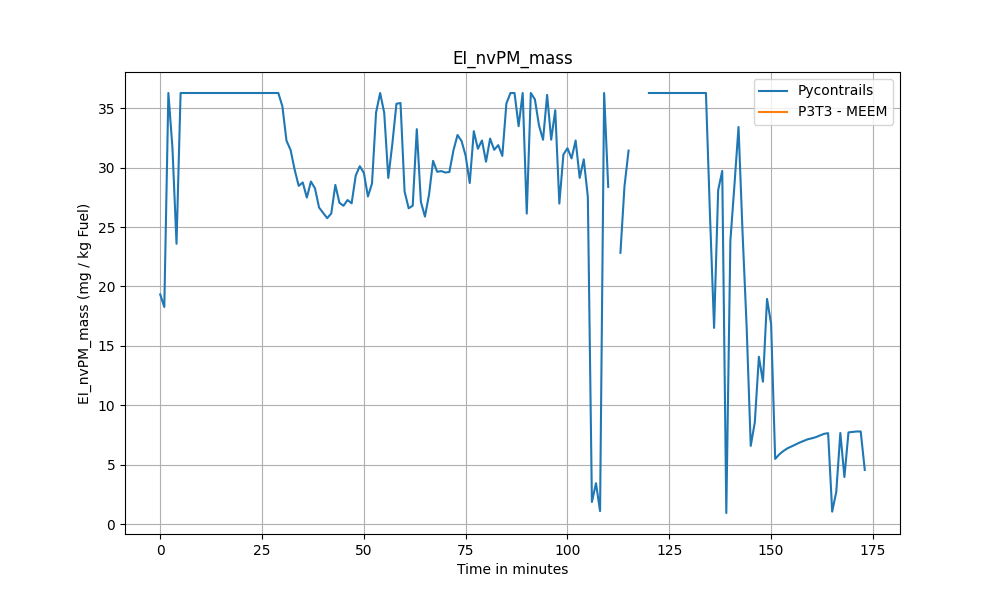 EI_nvPM_mass
Pycontrails
P3T3 - MEEM
EI_nvPM_mass (mg / kg Fuel)
35
30
25
20
15
10
5
0
0 25 50 75 100 125 150 175
Time in minutes